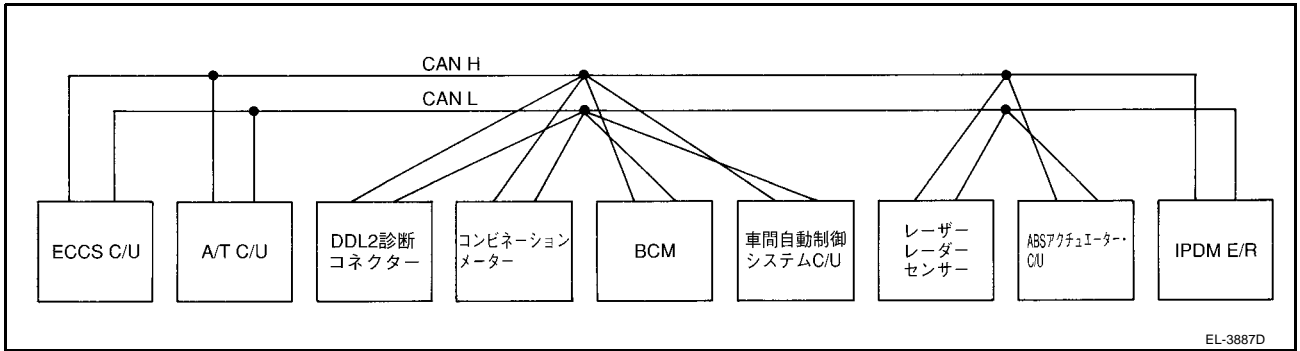 CAN H
CAN L
ECCS C/U
A/T C/U
DDL2診断
コネクター
コンビネーション
メーター
BCM
車間自動制御
システムC/U
レーザー
レーダー
センサー
ABSアクチュエーター・
C/U
IPDM E/R
EL-3887D